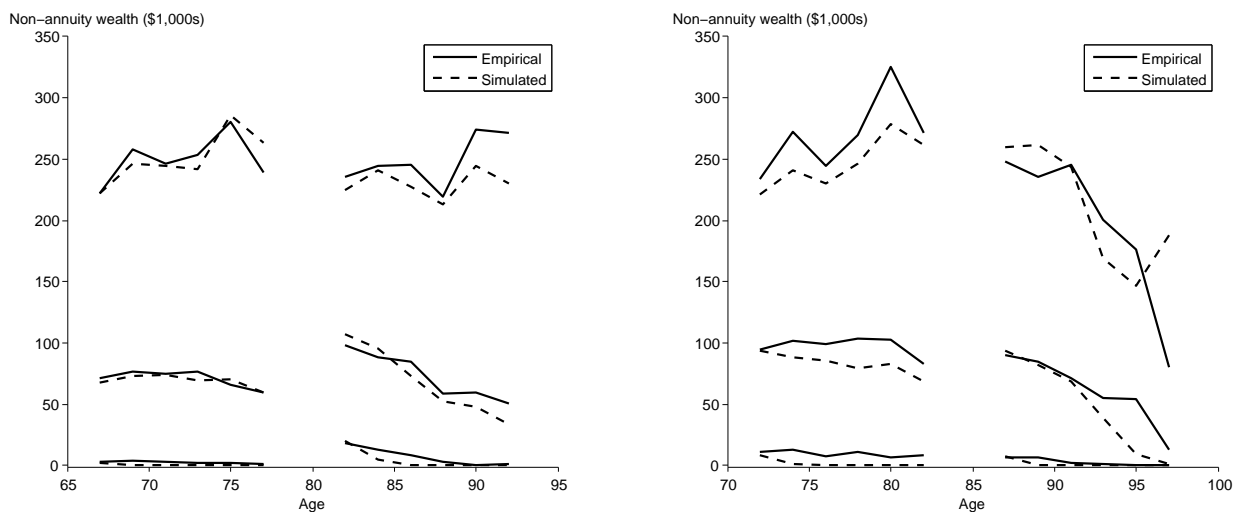 Non−annuity wealth ($1,000s)
350
300
250
200
150
100
50
0
65 70 75 80 85 90 95
Age
Empirical
Simulated
Non−annuity wealth ($1,000s)
350
300
250
200
150
100
50
0
70 75 80 85 90 95 100
Age
Empirical
Simulated